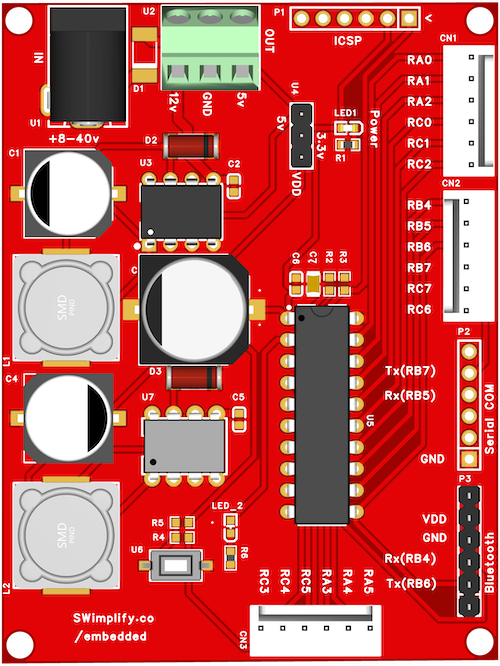 U2
P1
<
ICSP
CN1
IN
OUT
D1
U1
+8-40v
12v
GND
5v
U4
5v
3.3v
VDD
LED1
R1
Power
RA0
RA1
RA2
RC0
RC1
RC2
D2
C1
U3
C2
CN2
RB4
RB5
RB6
RB7
RC7
RC6
C
C6
C7
R2
R3
SMD
PIND
L1
P2
D3
Tx(RB7)
Rx(RB5)
GND
Serial COM
C4
U7
C5
U5
P3
VDD
GND
Rx(RB4)
Tx(RB6)
Bluetooth
SMD
PIND
L2
LED_2
R5
R4
R6
U6
RC3
RC4
RC5
RA3
RA4
RA5
CN3
SWimplify.co
/embedded